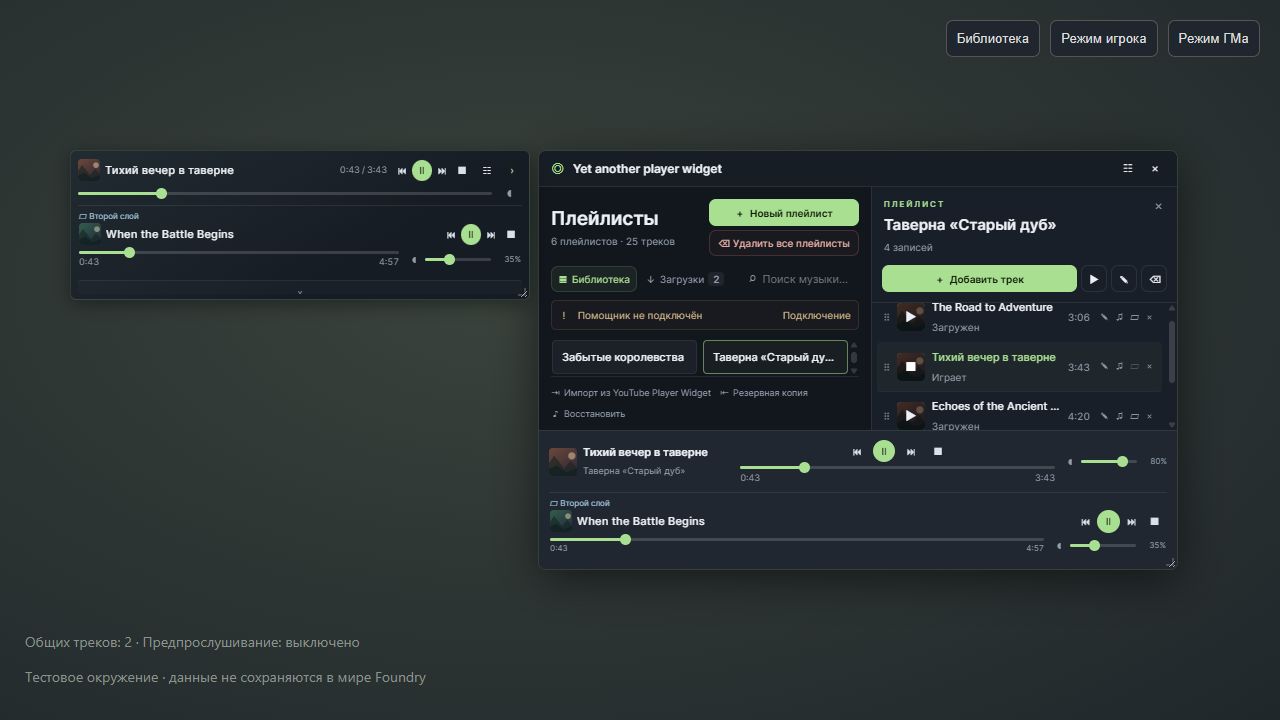 Библиотека
Режим игрока
Режим ГМа
Тихий вечер в таверне
0:43 / 3:43
Второй слой
When the Battle Begins
0:43
4:57
35%
Yet another player widget
Плейлисты
6 плейлистов · 25 треков
+ Новый плейлист
Удалить все плейлисты
Библиотека
Загрузки 2
Поиск музыки...
! Помощник не подключён
Подключение
Забытые королевства
Таверна «Старый ду...
Импорт из YouTube Player Widget
Резервная копия
Восстановить
ПЛЕЙЛИСТ
Таверна «Старый дуб»
4 записей
+ Добавить трек
The Road to Adventure
Загружен
3:06
Тихий вечер в таверне
Играет
3:43
Echoes of the Ancient ...
Загружен
4:20
Тихий вечер в таверне
Таверна «Старый дуб»
0:43
3:43
80%
Второй слой
When the Battle Begins
0:43
4:57
35%
Общих треков: 2 · Предпрослушивание: выключено
Тестовое окружение · данные не сохраняются в мире Foundry